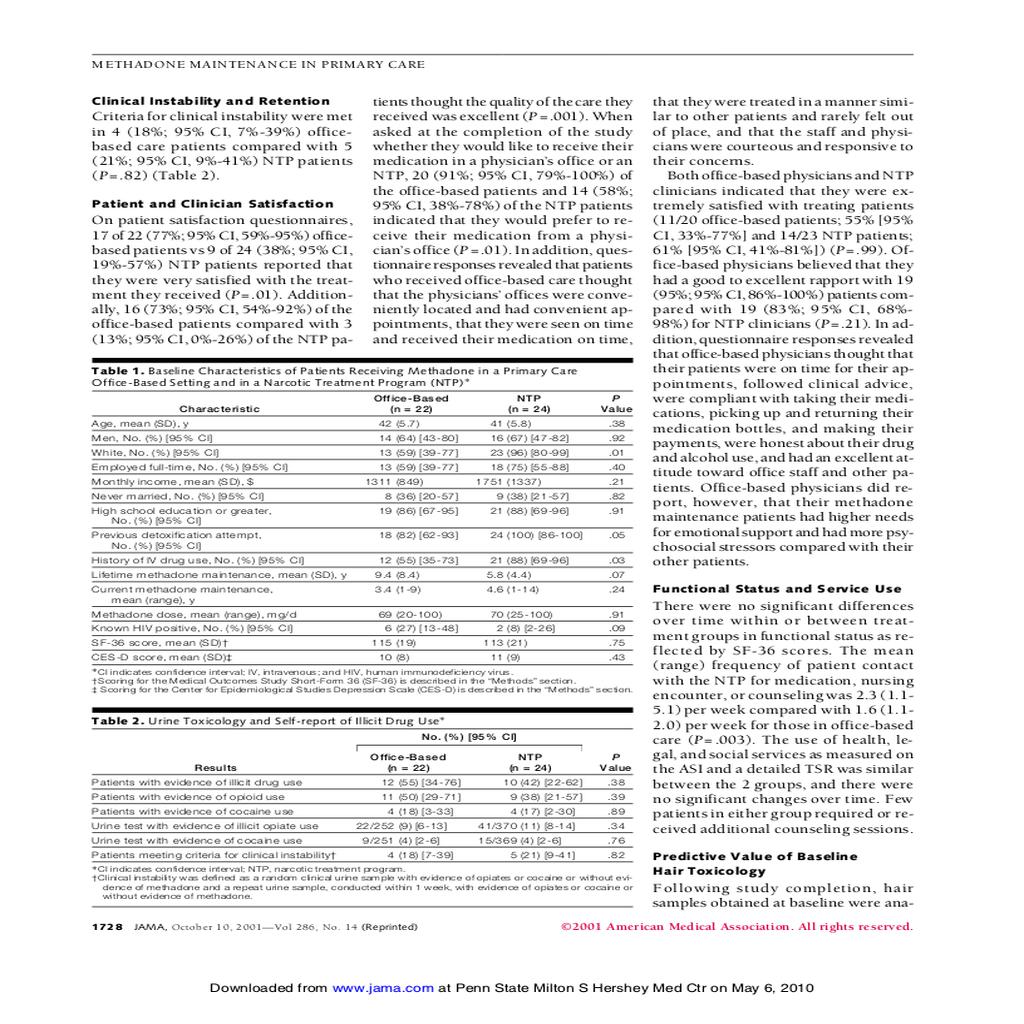 METHADONE MAINTENANCE IN PRIMARY CARE
Clinical Instability and Retention
Criteria for clinical instability were met
in 4 (18%; 95% CI, 7%-39%) office-
based care patients compared with 5
(21%; 95% CI, 9%-41%) NTP patients
(P=.82) (Table 2).
Patient and Clinician Satisfaction
On patient satisfaction questionnaires,
17 of 22 (77%; 95% CI, 59%-95%) office-
based patients vs 9 of 24 (38%; 95% CI,
19%-57%) NTP patients reported that
they were very satisfied with the treat-
ment they received (P=.01). Addition-
ally, 16 (73%; 95% CI, 54%-92%) of the
office-based patients compared with 3
(13%; 95% CI, 0%-26%) of the NTP pa-
tients thought the quality of the care they
received was excellent (P=.001). When
asked at the completion of the study
whether they would like to receive their
medication in a physician's office or an
NTP, 20 (91%; 95% CI, 79%-100%) of
the office-based patients and 14 (58%;
95% CI, 38%-78%) of the NTP patients
indicated that they would prefer to re-
ceive their medication from a physi-
cian's office (P=.01). In addition, ques-
tionnaire responses revealed that patients
who received office-based care thought
that the physicians' offices were conve-
niently located and had convenient ap-
pointments, that they were seen on time
and received their medication on time,
that they were treated in a manner simi-
lar to other patients and rarely felt out
of place, and that the staff and physi-
cians were courteous and responsive to
their concerns.
Both office-based physicians and NTP
clinicians indicated that they were ex-
tremely satisfied with treating patients
(11/20 office-based patients; 55% [95%
CI, 33%-77%] and 14/23 NTP patients;
61% [95% CI, 41%-81%]) (P=.99). Of-
fice-based physicians believed that they
had a good to excellent rapport with 19
(95%; 95% CI, 86%-100%) patients com-
pared with 19 (83%; 95% CI, 68%-
98%) for NTP clinicians (P=.21). In ad-
dition, questionnaire responses revealed
that office-based physicians thought that
their patients were on time for their ap-
pointments, followed clinical advice,
were compliant with taking their medi-
cations, picking up and returning their
medication bottles, and making their
payments, were honest about their drug
and alcohol use, and had an excellent at-
titude toward office staff and other pa-
tients. Office-based physicians did re-
port, however, that their methadone
maintenance patients had higher needs
for emotional support and had more psy-
chosocial stressors compared with their
other patients.
Functional Status and Service Use
There were no significant differences
over time within or between treat-
ment groups in functional status as re-
flected by SF-36 scores. The mean
(range) frequency of patient contact
with the NTP for medication, nursing
encounter, or counseling was 2.3 (1.1-
5.1) per week compared with 1.6 (1.1-
2.0) per week for those in office-based
care (P=.003). The use of health, le-
gal, and social services as measured on
the ASI and a detailed TSR was similar
between the 2 groups, and there were
no significant changes over time. Few
patients in either group required or re-
ceived additional counseling sessions.
Predictive Value of Baseline
Hair Toxicology
Following study completion, hair
samples obtained at baseline were ana-
Table 1. Baseline Characteristics of Patients Receiving Methadone in a Primary Care
Office-Based Setting and in a Narcotic Treatment Program (NTP)*
Characteristic Office-Based (n = 22) NTP (n = 24) P Value
Age, mean (SD), y 42 (5.7) 41 (5.8) .38
Men, No. (%) [95% CI] 14 (64) [43-80] 16 (67) [47-82] .92
White, No. (%) [95% CI] 13 (59) [39-77] 23 (96) [80-99] .01
Employed full-time, No. (%) [95% CI] 13 (59) [39-77] 18 (75) [55-88] .40
Monthly income, mean (SD), $ 1311 (849) 1751 (1337) .21
Never married, No. (%) [95% CI] 8 (36) [20-57] 9 (38) [21-57] .82
High school education or greater,
No. (%) [95% CI] 19 (86) [67-95] 21 (88) [69-96] .91
Previous detoxification attempt,
No. (%) [95% CI] 18 (82) [62-93] 24 (100) [86-100] .05
History of IV drug use, No. (%) [95% CI] 12 (55) [35-73] 21 (88) [69-96] .03
Lifetime methadone maintenance, mean (SD), y 9.4 (8.4) 5.8 (4.4) .07
Current methadone maintenance,
mean (range), y 3.4 (1-9) 4.6 (1-14) .24
Methadone dose, mean (range), mg/d 69 (20-100) 70 (25-100) .91
Known HIV positive, No. (%) [95% CI] 6 (27) [13-48] 2 (8) [2-26] .09
SF-36 score, mean (SD)† 115 (19) 113 (21) .75
CES-D score, mean (SD)‡ 10 (8) 11 (9) .43
*CI indicates confidence interval; IV, intravenous; and HIV, human immunodeficiency virus.
†Scoring for the Medical Outcomes Study Short-Form 36 (SF-36) is described in the "Methods" section.
‡ Scoring for the Center for Epidemiological Studies Depression Scale (CES-D) is described in the "Methods" section.
Table 2. Urine Toxicology and Self-report of Illicit Drug Use*
No. (%) [95% CI]
Results Office-Based (n = 22) NTP (n = 24) P Value
Patients with evidence of illicit drug use 12 (55) [34-76] 10 (42) [22-62] .38
Patients with evidence of opioid use 11 (50) [29-71] 9 (38) [21-57] .39
Patients with evidence of cocaine use 4 (18) [3-33] 4 (17) [2-30] .89
Urine test with evidence of illicit opiate use 22/252 (9) [6-13] 41/370 (11) [8-14] .34
Urine test with evidence of cocaine use 9/251 (4) [2-6] 15/369 (4) [2-6] .76
Patients meeting criteria for clinical instability† 4 (18) [7-39] 5 (21) [9-41] .82
*CI indicates confidence interval; NTP, narcotic treatment program.
†Clinical instability was defined as a random clinical urine sample with evidence of opiates or cocaine or without evi-
dence of methadone and a repeat urine sample, conducted within 1 week, with evidence of opiates or cocaine or
without evidence of methadone.
1728 JAMA, October 10, 2001—Vol 286, No. 14 (Reprinted)
©2001 American Medical Association. All rights reserved.
Downloaded from www.jama.com at Penn State Milton S Hershey Med Ctr on May 6, 2010